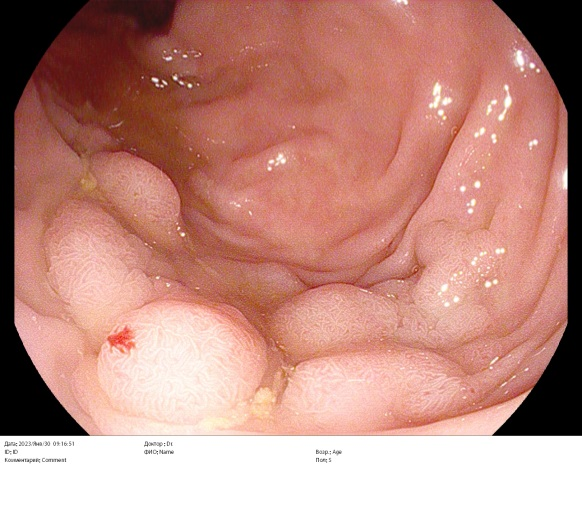 Дата: 2023/Янв/30 09:16:51
Доктор : Dr.
ID: ID
ФИО: Name
Возр.: Age
Комментарий: Comment
Пол: S